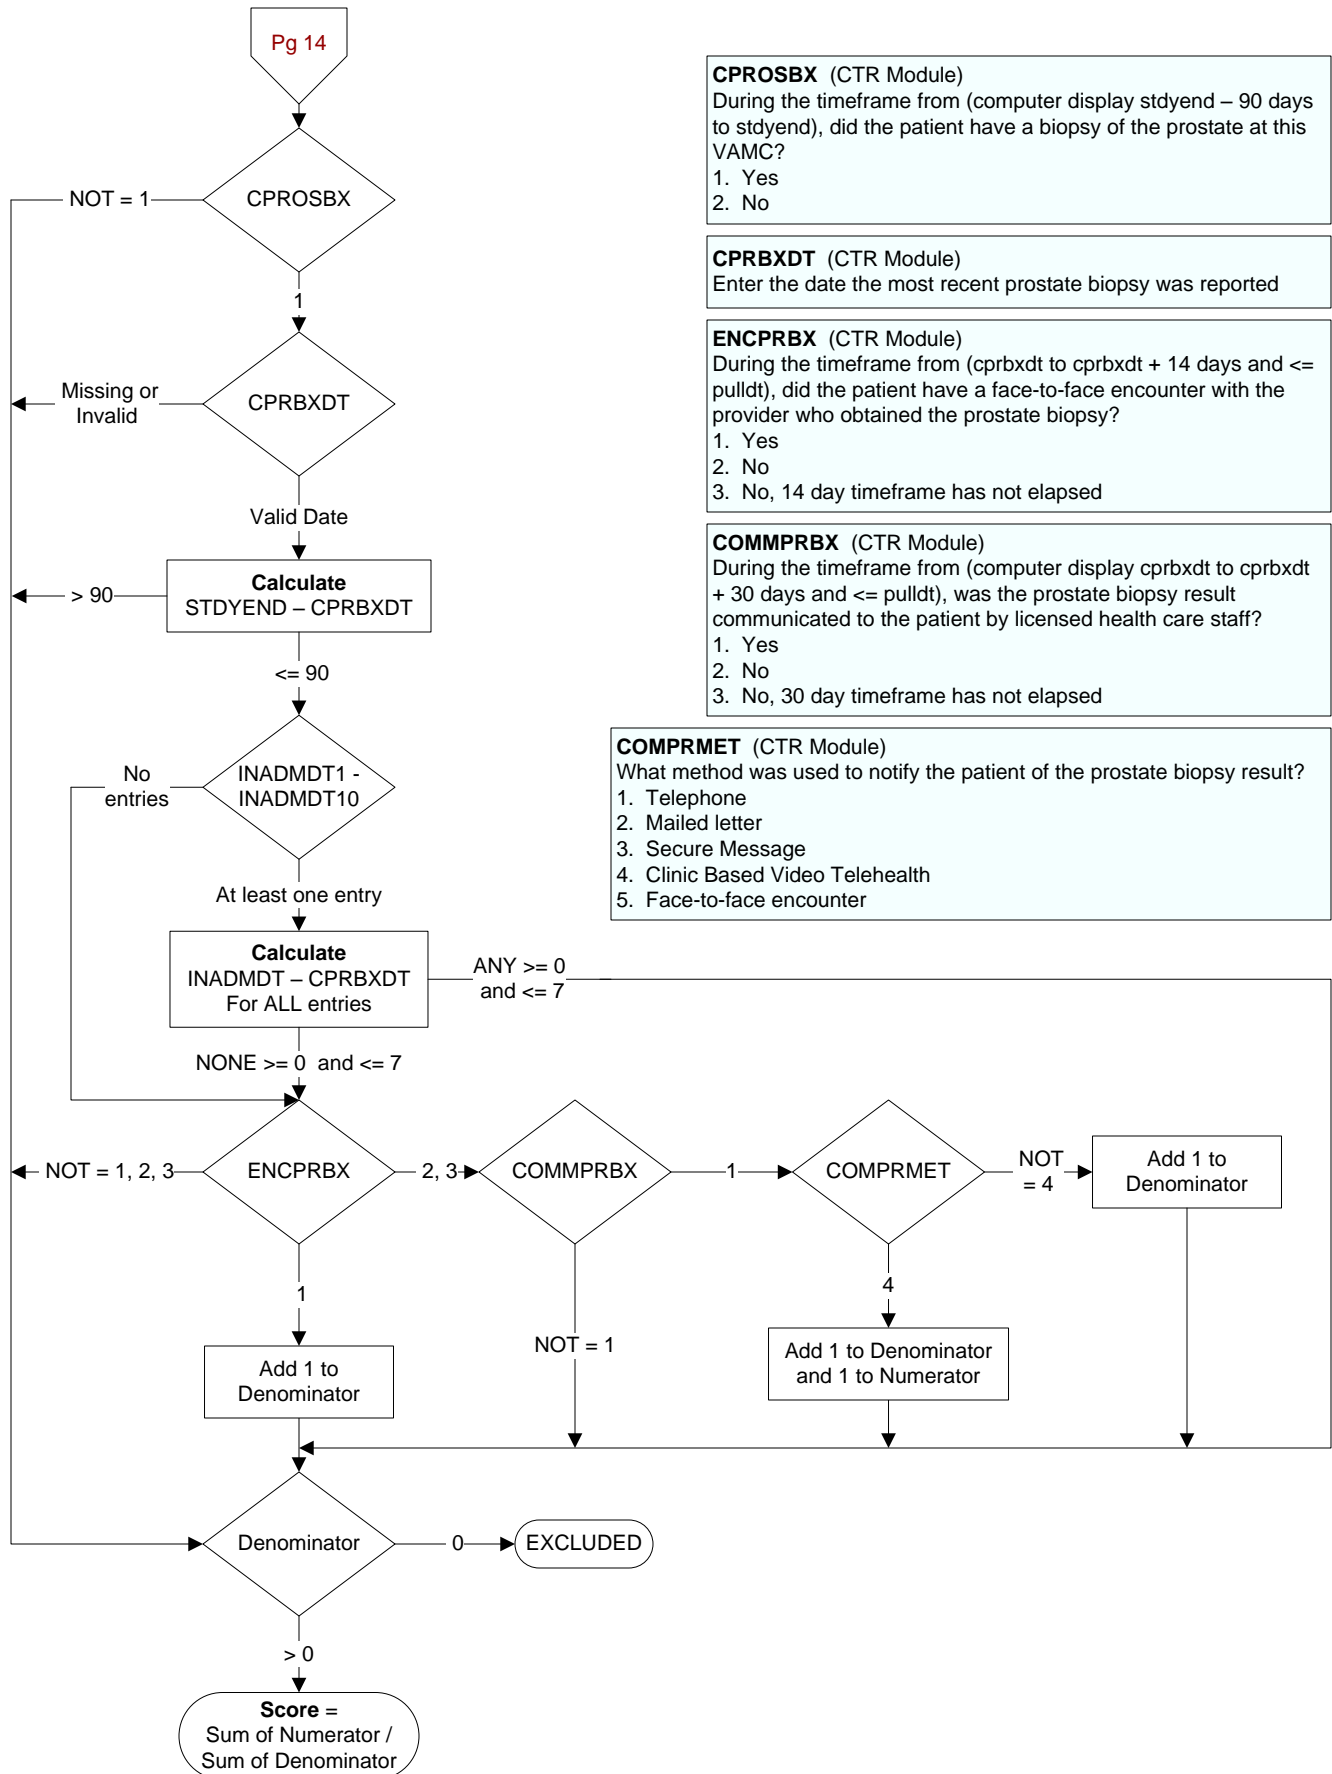 Pg 14
CPROSBX (CTR Module)
During the timeframe from (computer display stdyend – 90 days
to stdyend), did the patient have a biopsy of the prostate at this
VAMC?
1. Yes
2. No
NOT = 1
CPROSBX
1
CPRBXDT (CTR Module)
Enter the date the most recent prostate biopsy was reported
ENCPRBX (CTR Module)
During the timeframe from (cprbxdt to cprbxdt + 14 days and <=
pulldt), did the patient have a face-to-face encounter with the
provider who obtained the prostate biopsy?
1. Yes
2. No
3. No, 14 day timeframe has not elapsed
Missing or
Invalid
CPRBXDT
Valid Date
COMMPRBX (CTR Module)
During the timeframe from (computer display cprbxdt to cprbxdt
+ 30 days and <= pulldt), was the prostate biopsy result
communicated to the patient by licensed health care staff?
1. Yes
2. No
3. No, 30 day timeframe has not elapsed
> 90
Calculate
STDYEND – CPRBXDT
<= 90
COMPRMET (CTR Module)
What method was used to notify the patient of the prostate biopsy result?
1. Telephone
2. Mailed letter
3. Secure Message
4. Clinic Based Video Telehealth
5. Face-to-face encounter
No
entries
INADMDT1 -
INADMDT10
At least one entry
Calculate
INADMDT – CPRBXDT
For ALL entries
ANY >= 0
and <= 7
NONE >= 0 and <= 7
NOT = 1, 2, 3
ENCPRBX
2, 3
COMMPRBX
1
COMPRMET
NOT
= 4
Add 1 to
Denominator
1
NOT = 1
4
Add 1 to
Denominator
Add 1 to Denominator
and 1 to Numerator
Denominator
0
EXCLUDED
> 0
Score =
Sum of Numerator /
Sum of Denominator